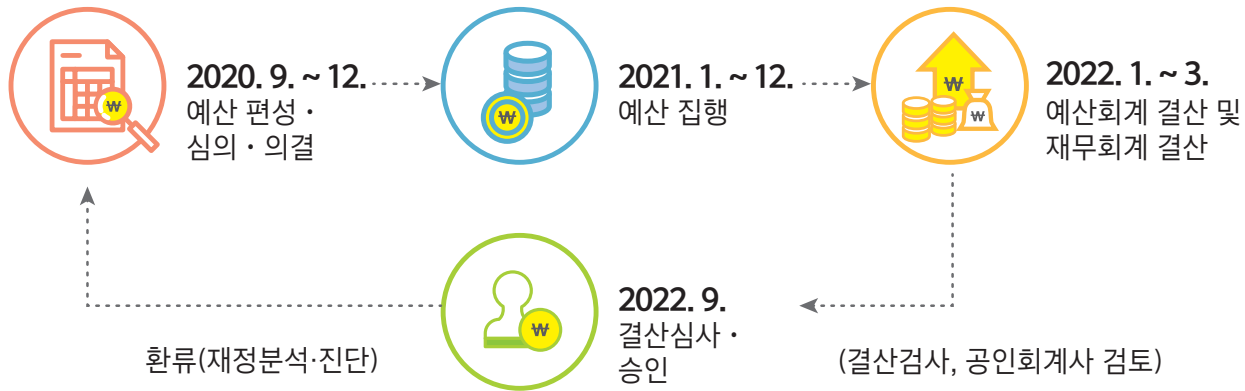 2020. 9. ~ 12.
예산 편성 ·
심의 · 의결
2021. 1. ~ 12.
예산 집행
2022. 1. ~ 3.
예산회계 결산 및
재무회계 결산
2022. 9.
결산심사 ·
승인
환류(재정분석·진단)
(결산검사, 공인회계사 검토)